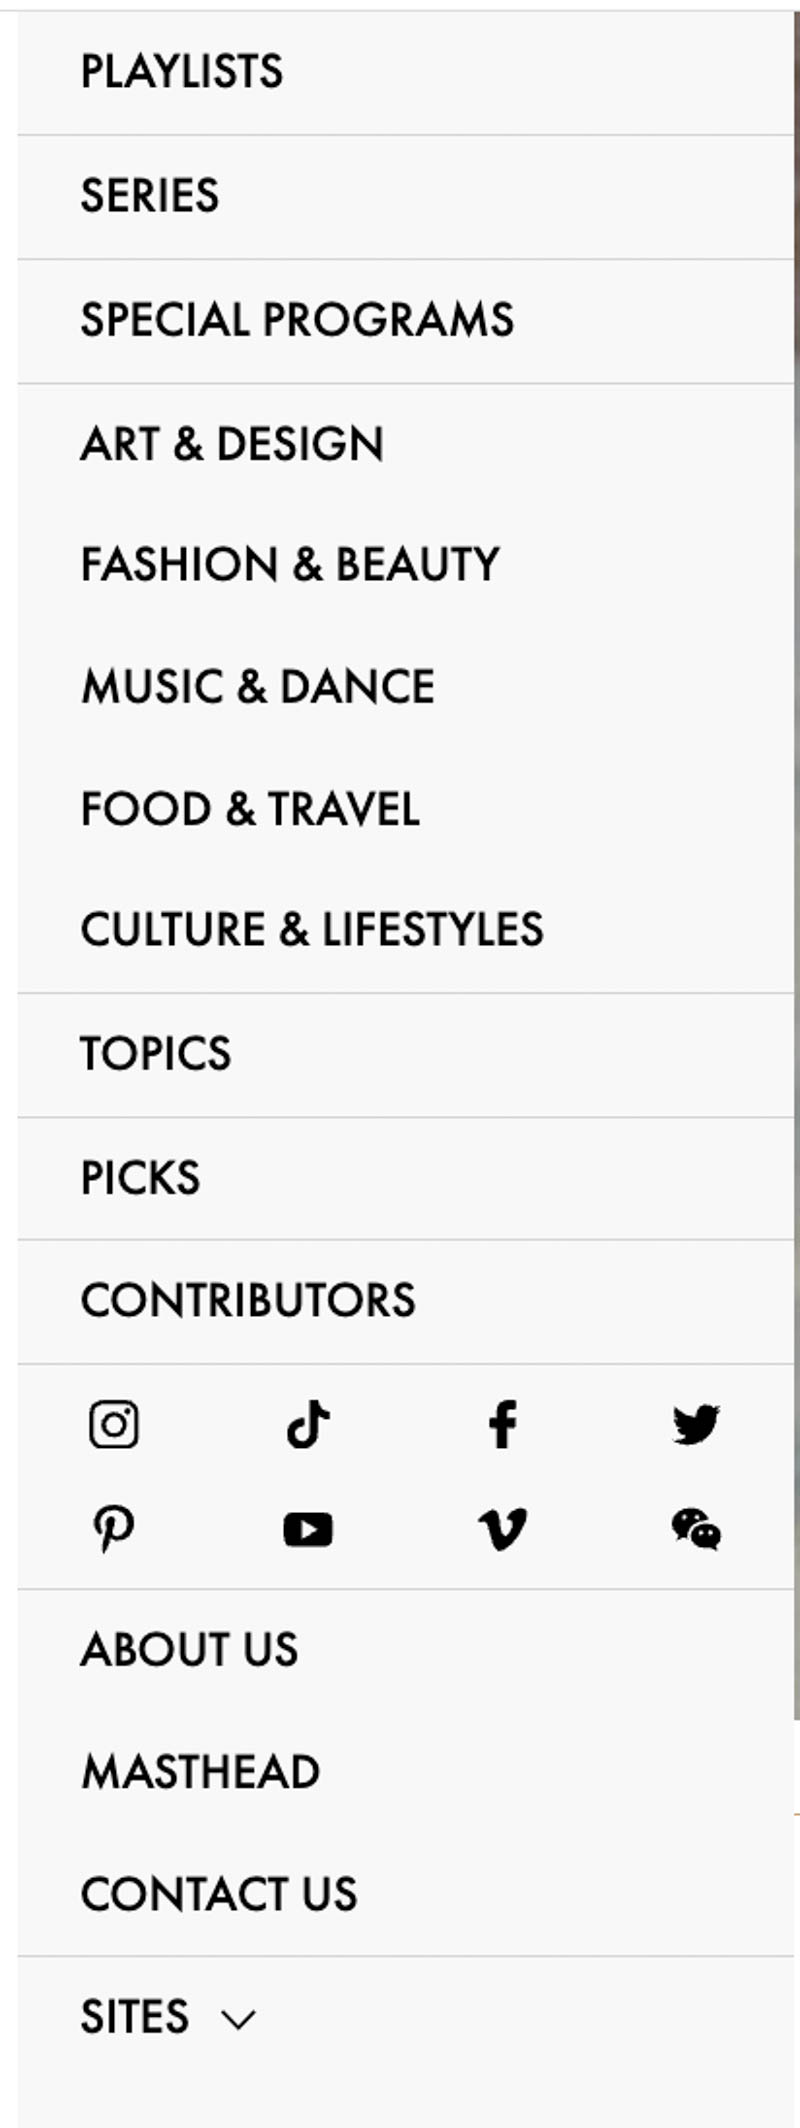 PLAYLISTS
SERIES
SPECIAL PROGRAMS
ART & DESIGN
FASHION & BEAUTY
MUSIC & DANCE
FOOD & TRAVEL
CULTURE & LIFESTYLES
TOPICS
PICKS
CONTRIBUTORS
ABOUT US
MASTHEAD
CONTACT US
SITES